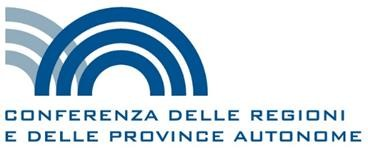 CONFERENZA DELLE REGIONI
E DELLE PROVINCE AUTONOME